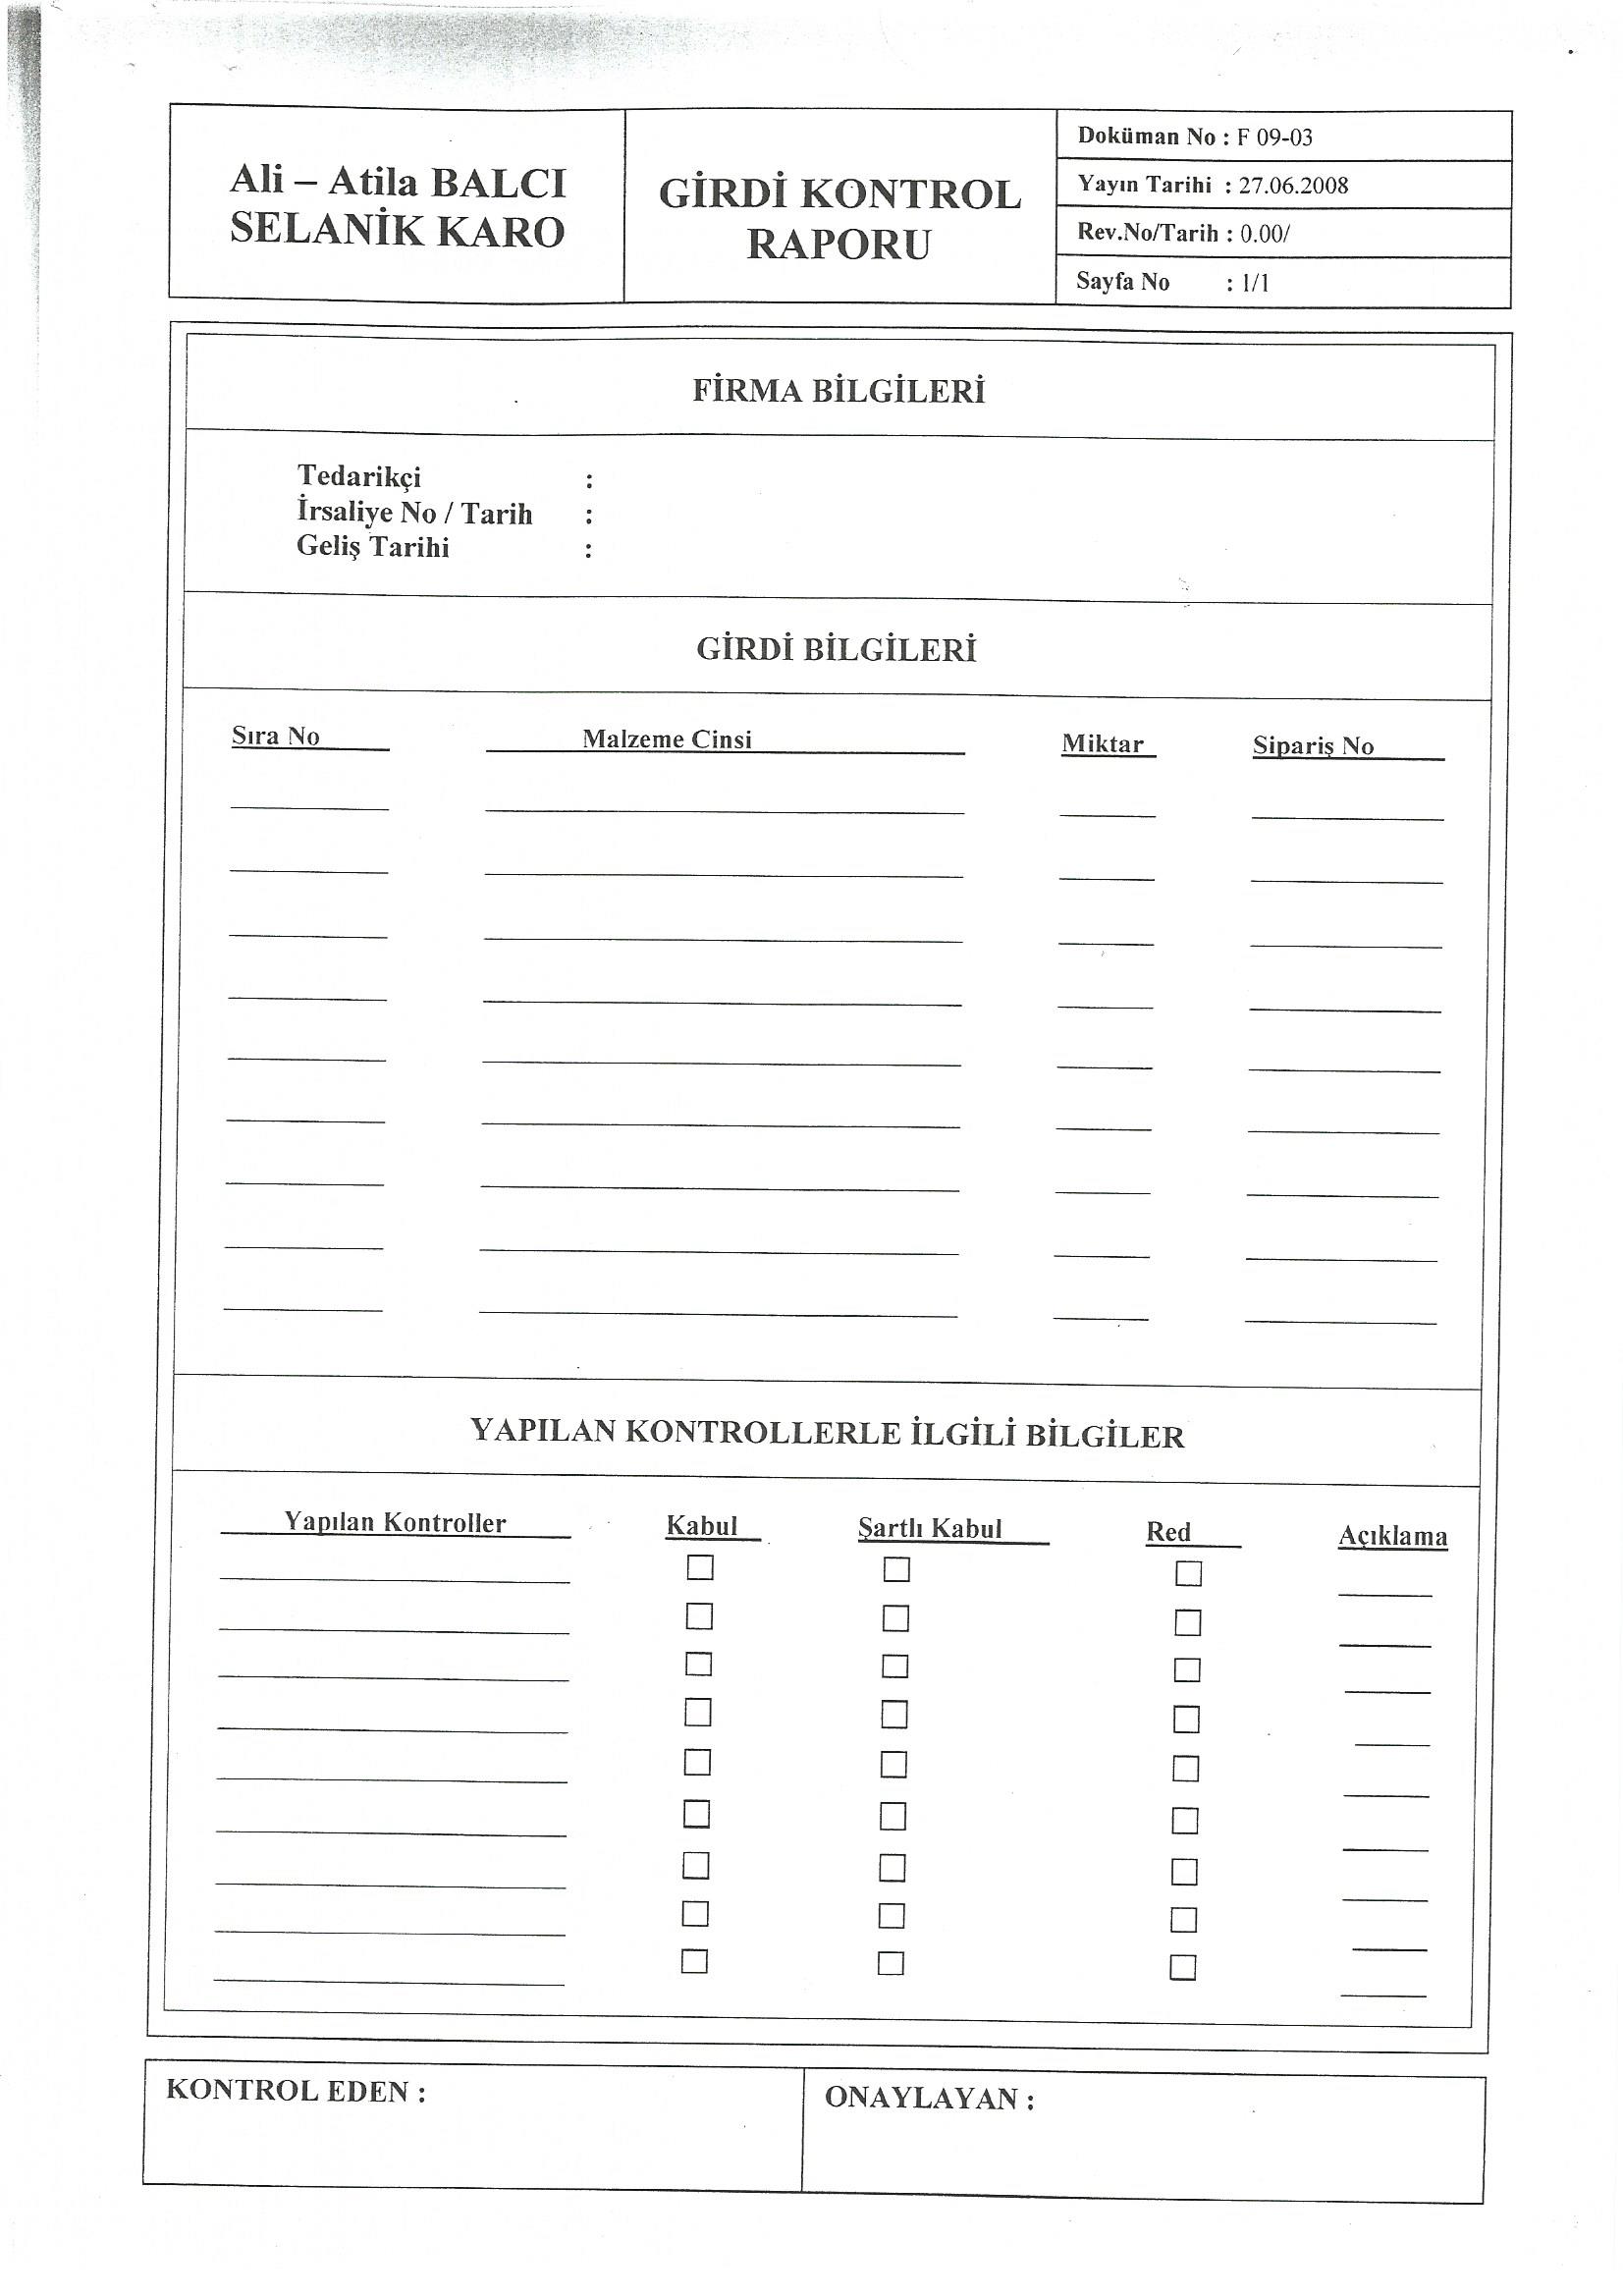 Ali – Atila BALCI
SELANİK KARO
GİRDİ KONTROL
RAPORU
Doküman No : F 09-03
Yayın Tarihi : 27.06.2008
Rev.No/Tarih : 0.00/
Sayfa No : 1/1
FİRMA BİLGİLERİ
Tedarikçi :
İrsaliye No / Tarih :
Geliş Tarihi :
GİRDİ BİLGİLERİ
Sıra No Malzeme Cinsi Miktar Sipariş No
YAPILAN KONTROLLERLE İLGİLİ BİLGİLER
Yapılan Kontroller Kabul Şartlı Kabul Red Açıklama
KONTROL EDEN :
ONAYLAYAN :